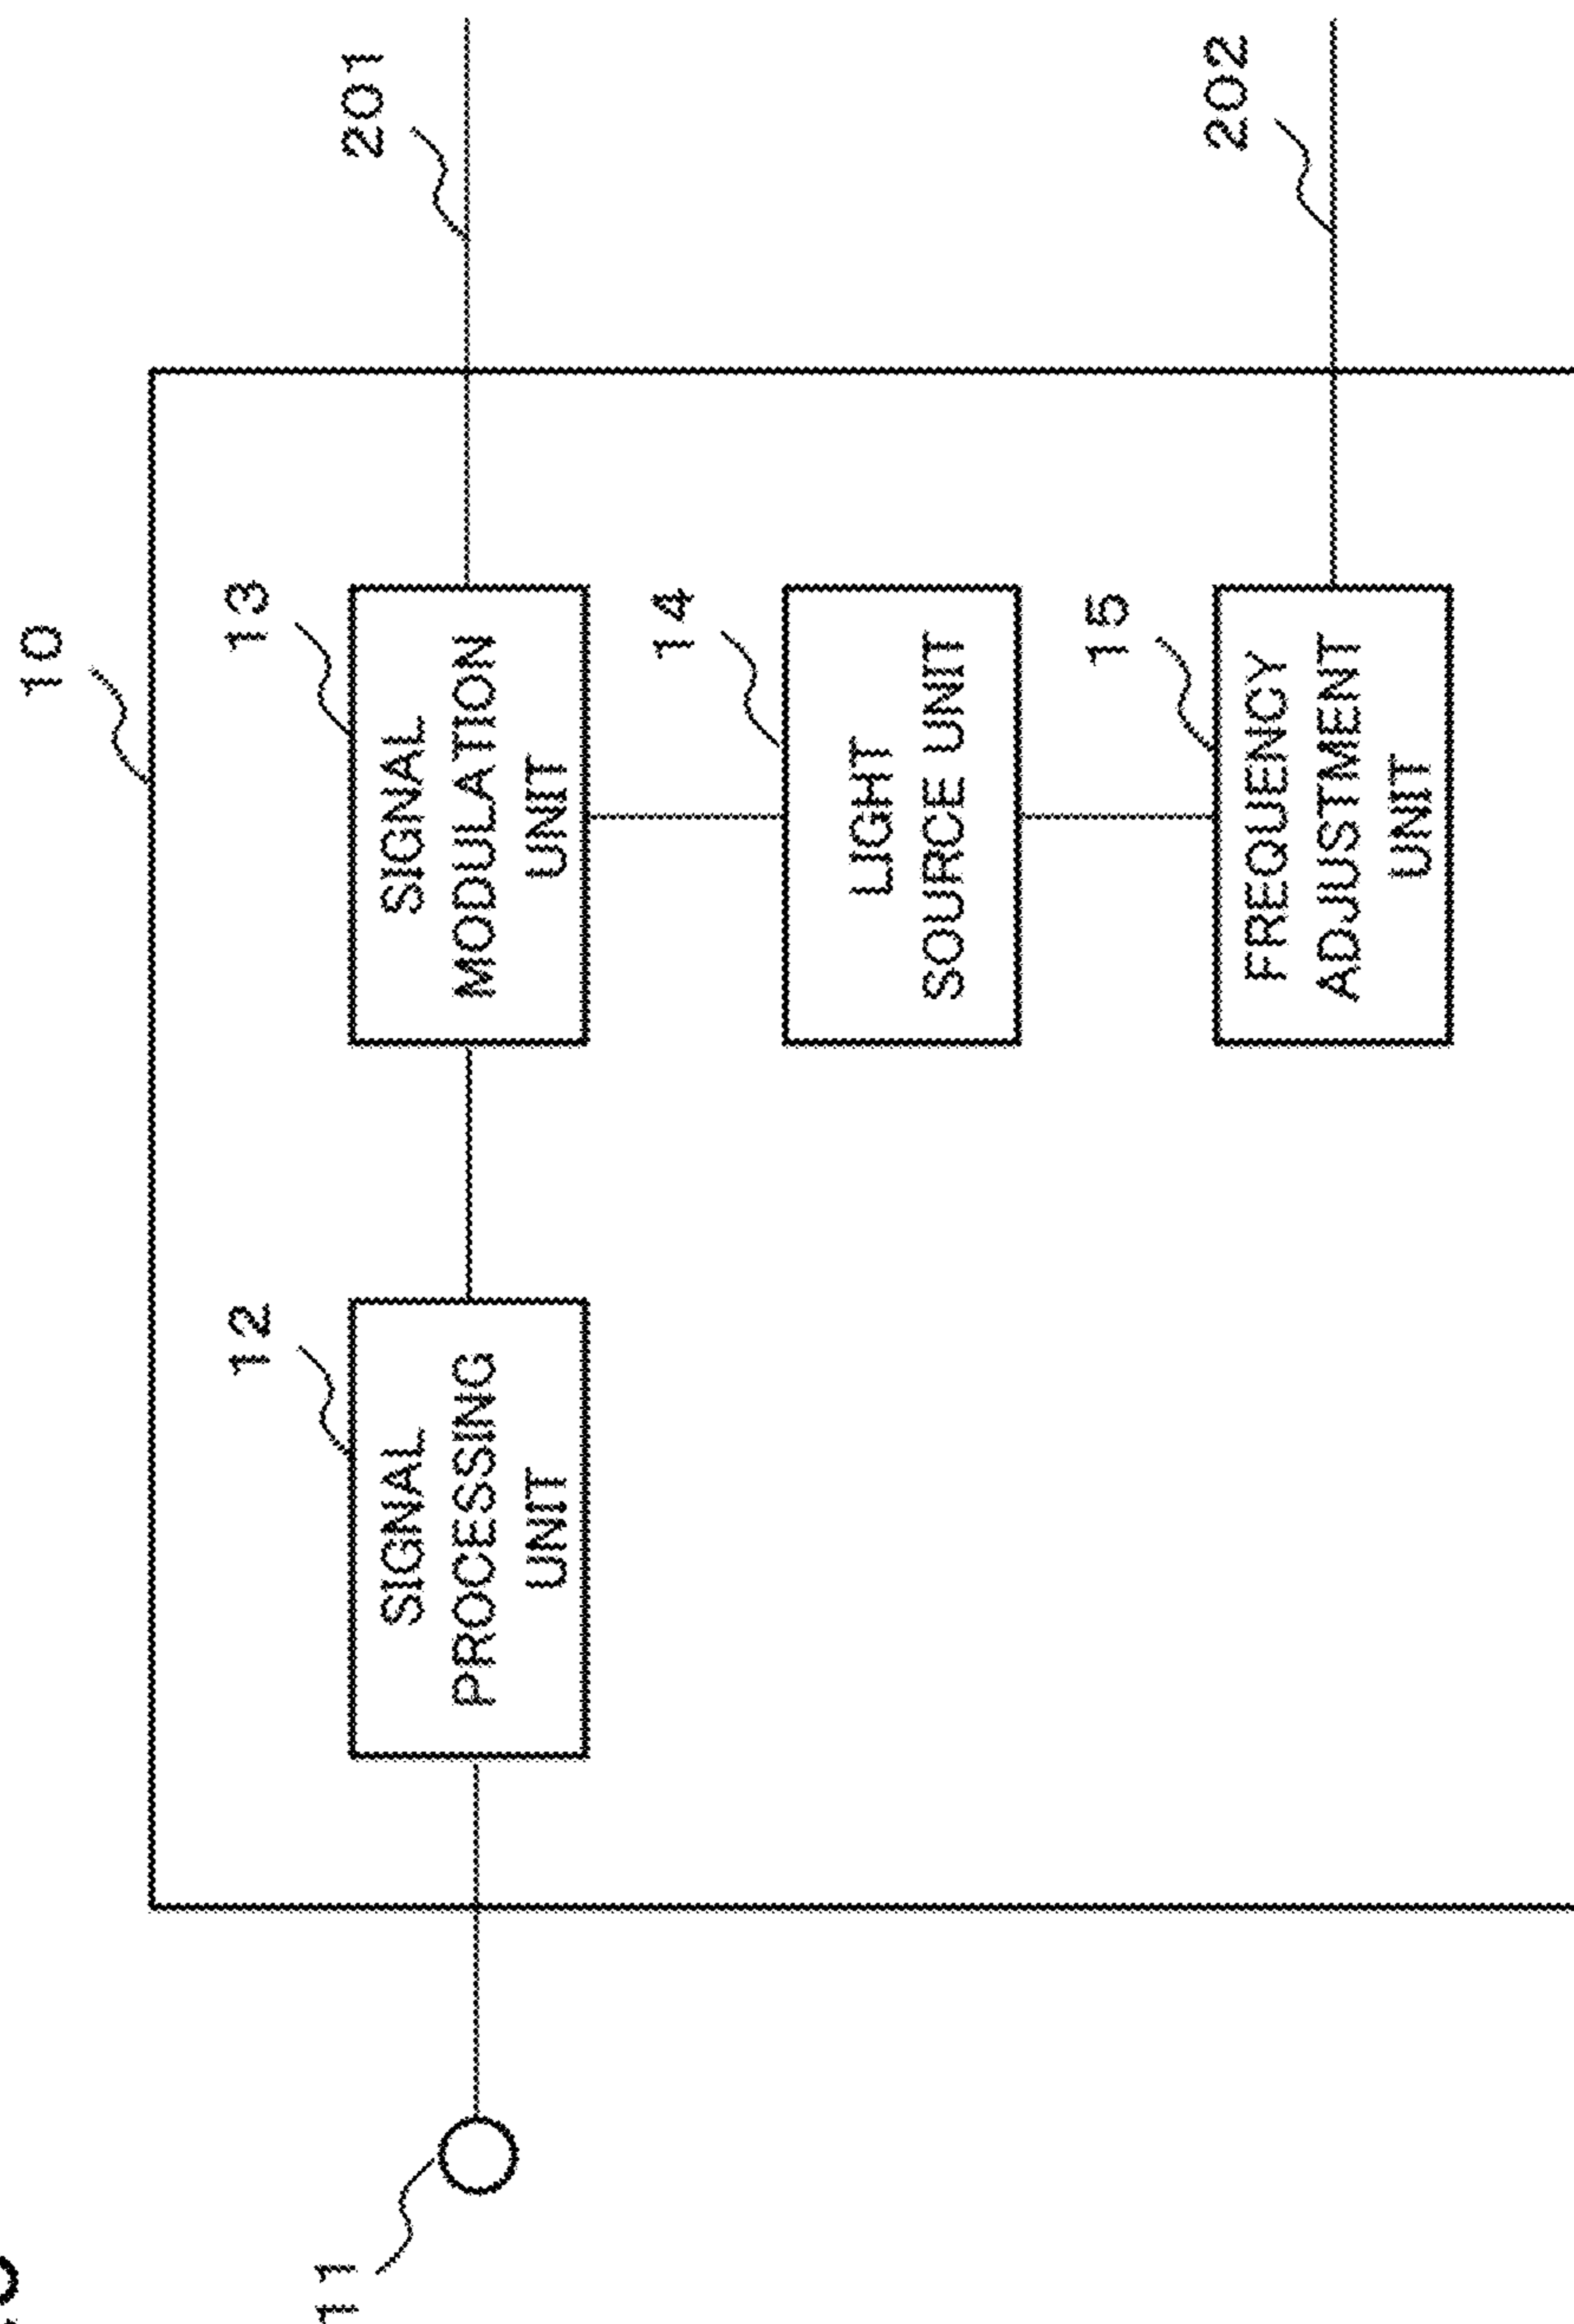 10
11
12
SIGNAL
PROCESSING
UNIT
13
SIGNAL
MODULATION
UNIT
201
14
LIGHT
SOURCE UNIT
15
FREQUENCY
ADJUSTMENT
UNIT
202